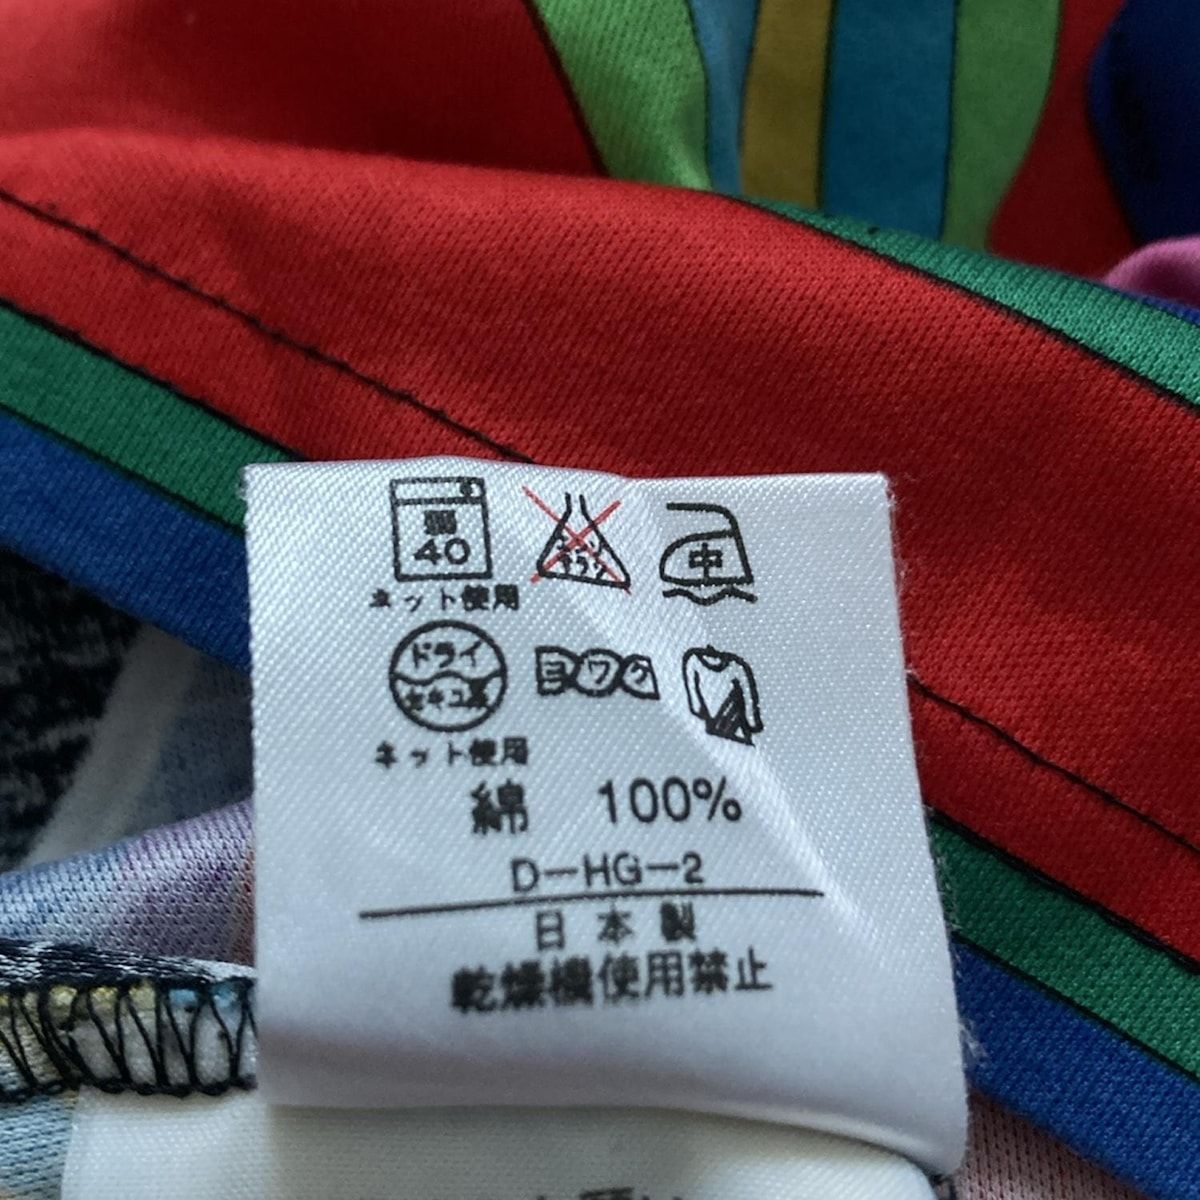 弱
40
エンソ
サラシ
中
ネット使用
ドライ
セキユ系
ヨワク
ネット使用
綿 100%
D-HG-2
日本製
乾燥機使用禁止